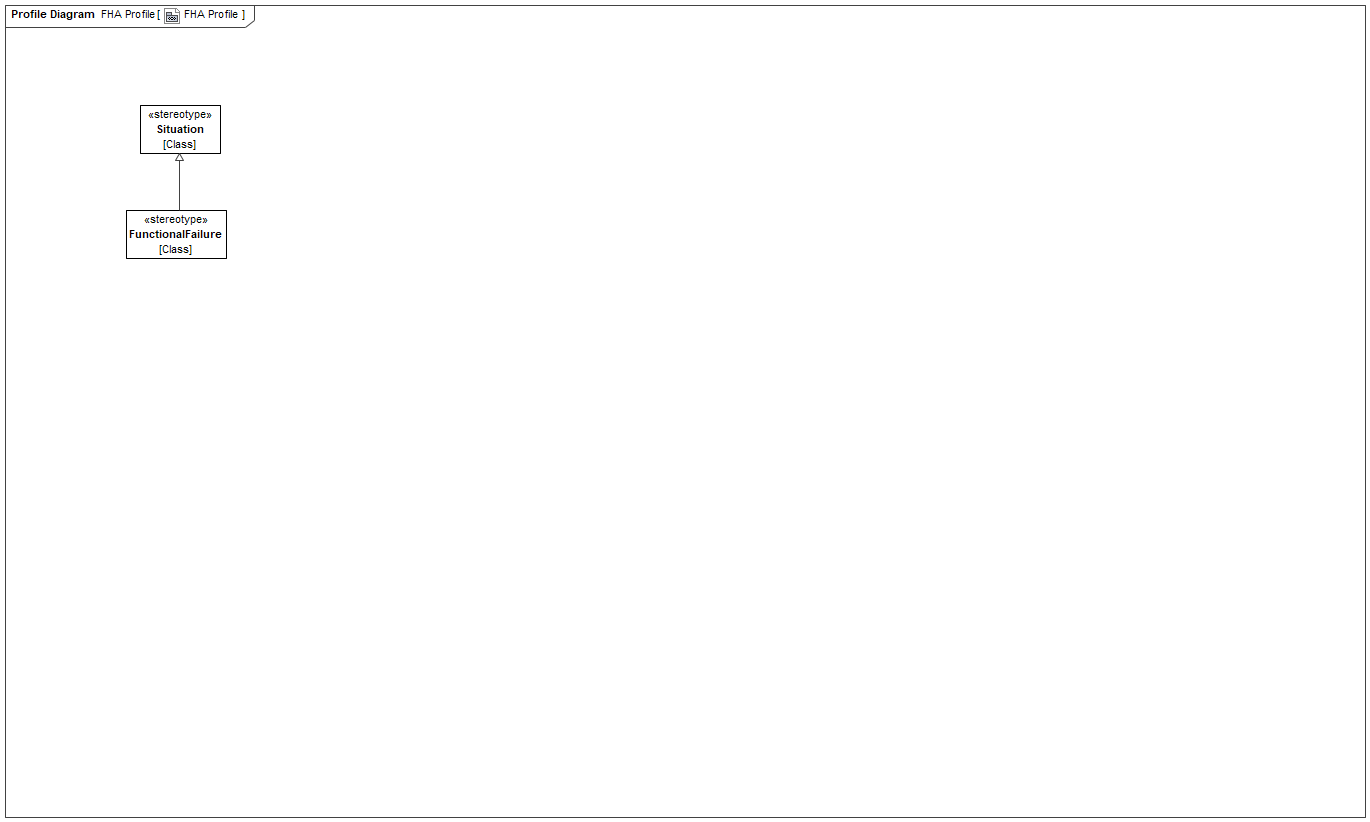 Profile Diagram FHA Profile [ FHA Profile ]
«stereotype»
Situation
[Class]
«stereotype»
FunctionalFailure
[Class]